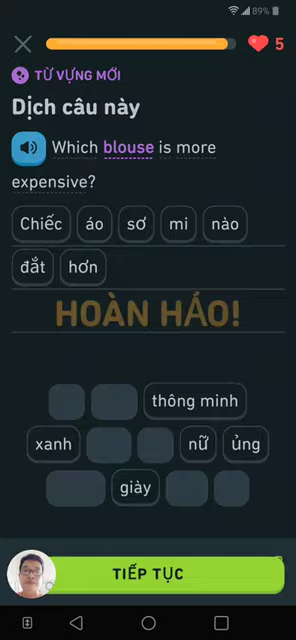 89%
5
TỪ VỰNG MỚI
Dịch câu này
Which blouse is more
expensive?
Chiếc áo sơ mi nào
đắt hơn
HOÀN HẢO!
thông minh
xanh nữ ủng
giày
TIẾP TỤC